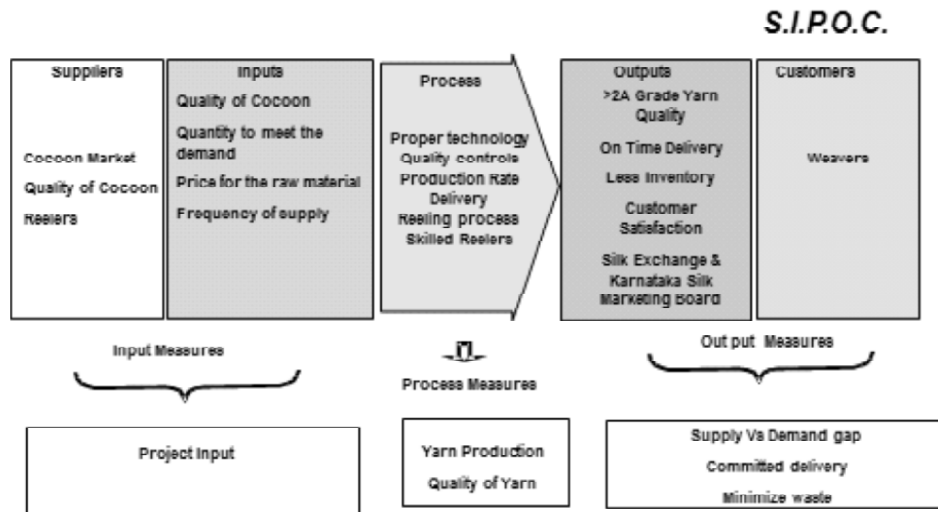 S.I.P.O.C.
Suppliers
Cocoon Market
Quality of Cocoon
Reelers
Inputs
Quality of Cocoon
Quantity to meet the
demand
Price for the raw material
Frequency of supply
Process
Proper technology
Quality controls
Production Rate
Delivery
Reeling process
Skilled Reelers
Outputs
>2A Grade Yarn
Quality
On Time Delivery
Less Inventory
Customer
Satisfaction
Silk Exchange &
Karnataka Silk
Marketing Board
Customers
Weavers
Input Measures
Process Measures
Output Measures
Project Input
Yarn Production
Quality of Yarn
Supply Vs Demand gap
Committed delivery
Minimize waste